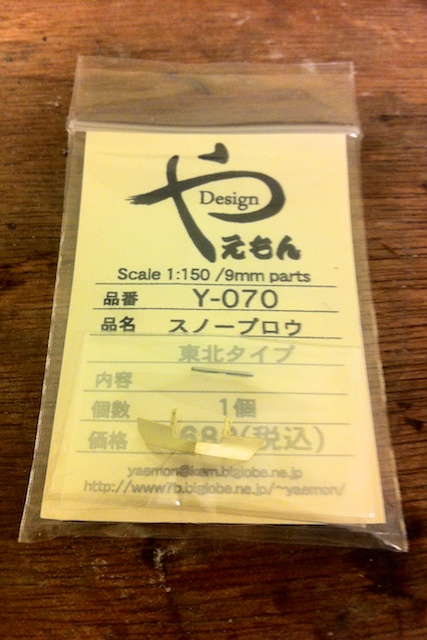 や
Design
えもん
Scale 1:150 /9mm parts
品番 Y-070
品名 スノープロウ
東北タイプ
内容
個数 1個
価格 (税込)
yaemon@kem.biglobe.ne.jp
http://www7b.biglobe.ne.jp/~yaemon/